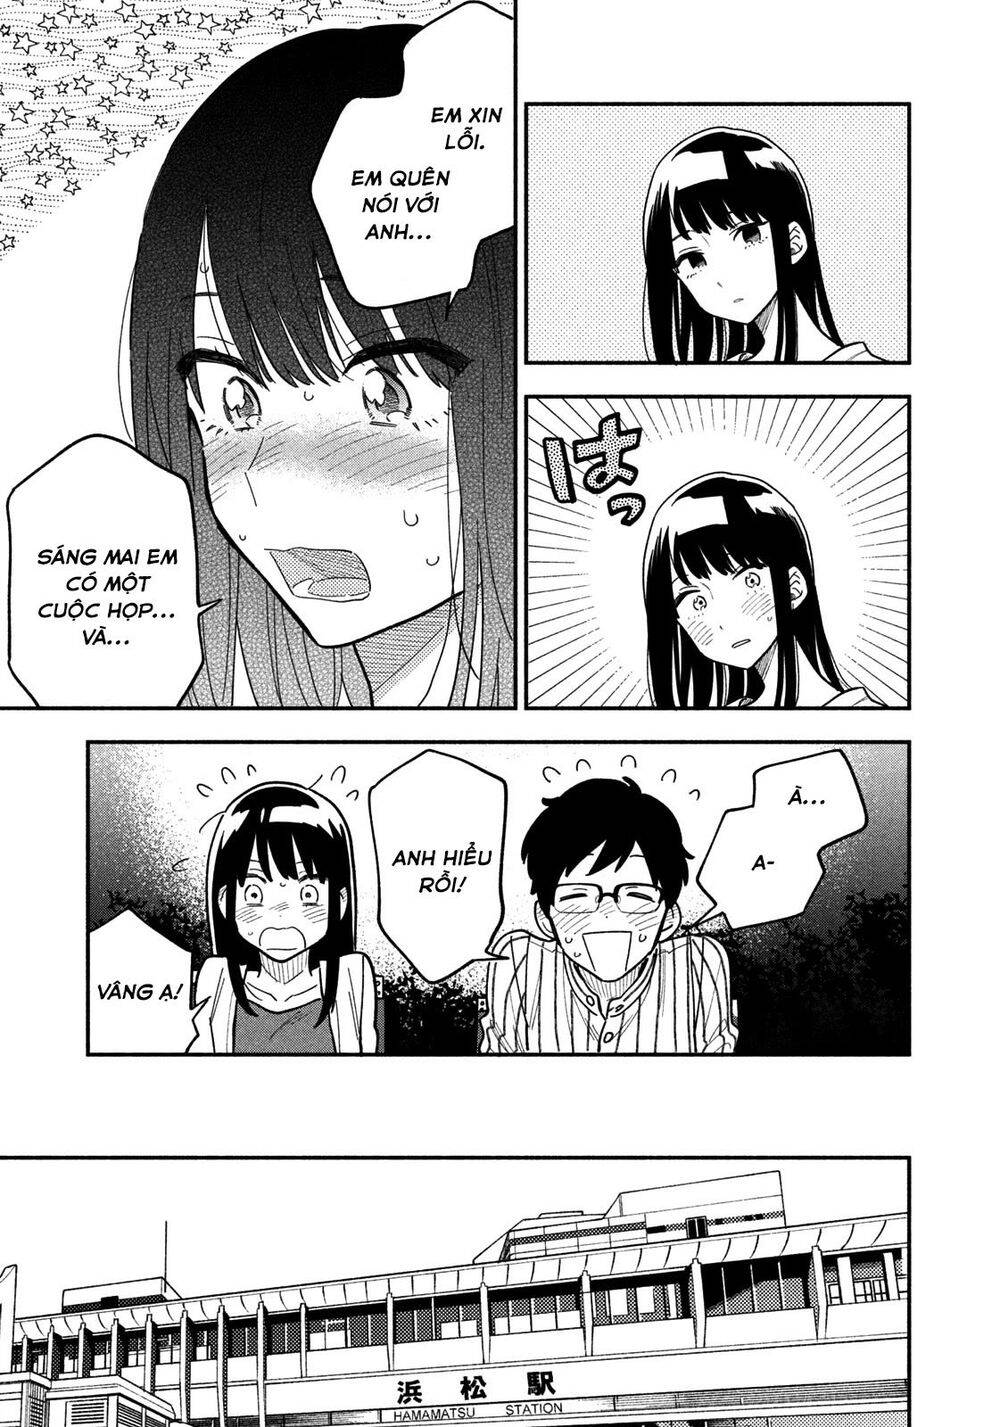 はっ
EM XIN
LỖI.
EM QUÊN
NÓI VỚI
ANH...
SÁNG MAI EM
CÓ MỘT
CUỘC HỌP...
VÀ...
À...
A-
ANH HIỂU
RỒI!
VÂNG Ạ!
浜松駅
HAMAMATSU STATION